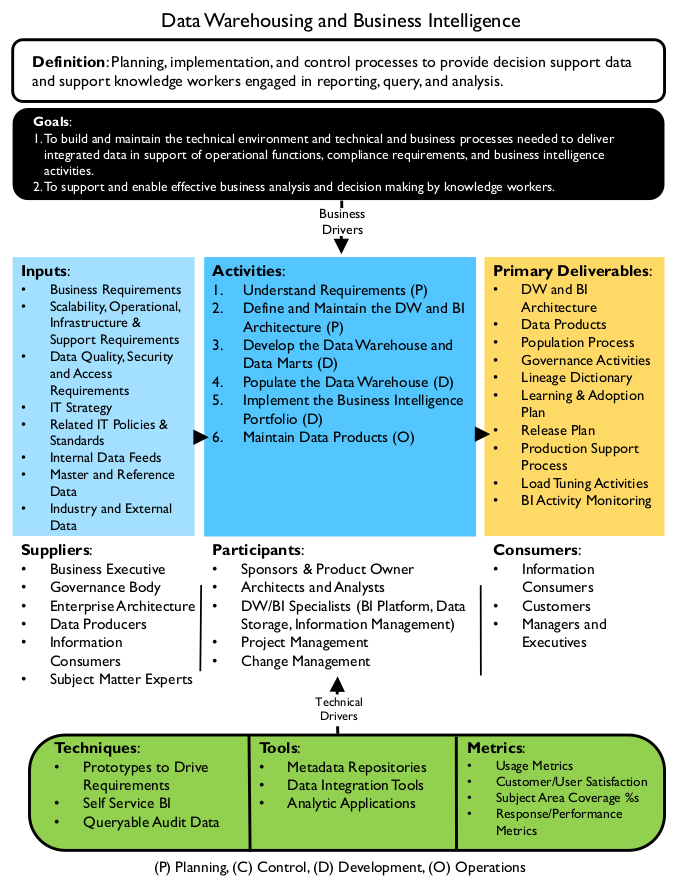 Data Warehousing and Business Intelligence
Definition: Planning, implementation, and control processes to provide decision support data
and support knowledge workers engaged in reporting, query, and analysis.
Goals:
1. To build and maintain the technical environment and technical and business processes needed to deliver
integrated data in support of operational functions, compliance requirements, and business intelligence
activities.
2. To support and enable effective business analysis and decision making by knowledge workers.
Business
Drivers
Inputs:
• Business Requirements
• Scalability, Operational,
Infrastructure &
Support Requirements
• Data Quality, Security
and Access
Requirements
• IT Strategy
• Related IT Policies &
Standards
• Internal Data Feeds
• Master and Reference
Data
• Industry and External
Data
Activities:
1. Understand Requirements (P)
2. Define and Maintain the DW and BI
Architecture (P)
3. Develop the Data Warehouse and
Data Marts (D)
4. Populate the Data Warehouse (D)
5. Implement the Business Intelligence
Portfolio (D)
6. Maintain Data Products (O)
Primary Deliverables:
• DW and BI
Architecture
• Data Products
• Population Process
• Governance Activities
• Lineage Dictionary
• Learning & Adoption
Plan
• Release Plan
• Production Support
Process
• Load Tuning Activities
• BI Activity Monitoring
Suppliers:
• Business Executive
• Governance Body
• Enterprise Architecture
• Data Producers
• Information
Consumers
• Subject Matter Experts
Participants:
• Sponsors & Product Owner
• Architects and Analysts
• DW/BI Specialists (BI Platform, Data
Storage, Information Management)
• Project Management
• Change Management
Consumers:
• Information
Consumers
• Customers
• Managers and
Executives
Technical
Drivers
Techniques:
• Prototypes to Drive
Requirements
• Self Service BI
• Queryable Audit Data
Tools:
• Metadata Repositories
• Data Integration Tools
• Analytic Applications
Metrics:
• Usage Metrics
• Customer/User Satisfaction
• Subject Area Coverage %s
• Response/Performance
Metrics
(P) Planning, (C) Control, (D) Development, (O) Operations